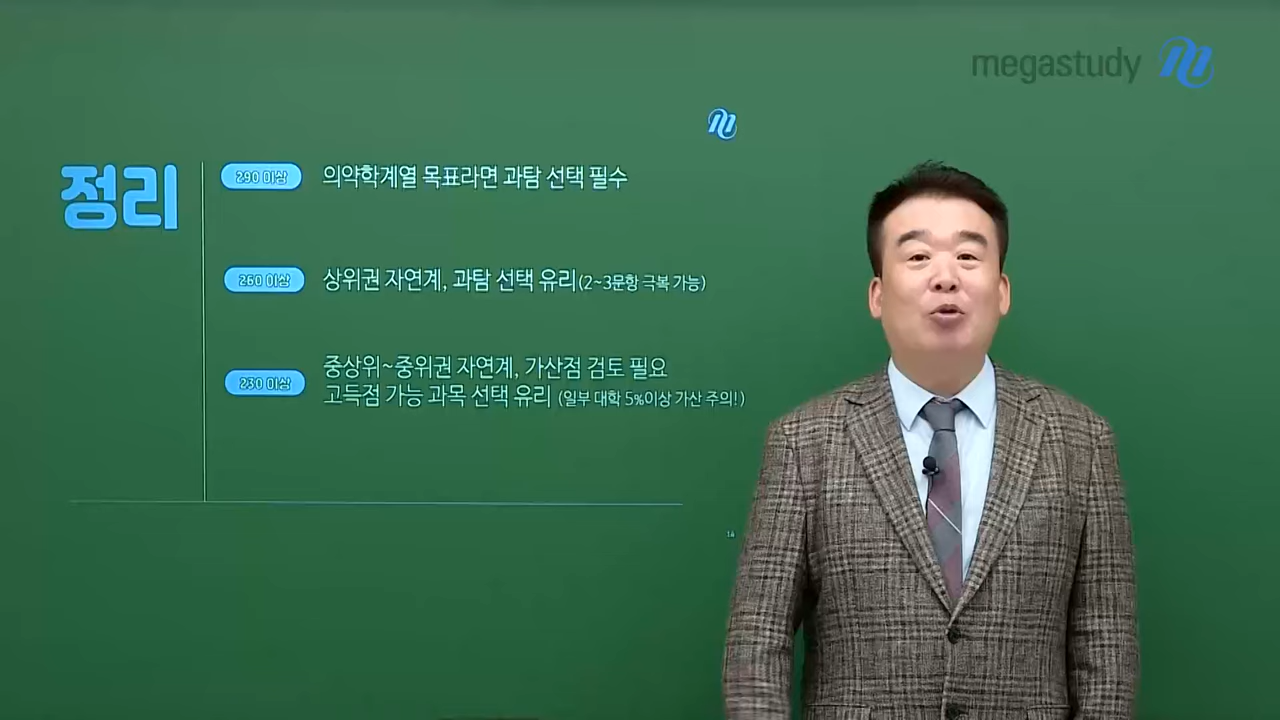 megastudy
정리
290 이상
의약학계열 목표라면 과탐 선택 필수
260 이상
상위권 자연계, 과탐 선택 유리(2~3문항 극복 가능)
230 이상
중상위~중위권 자연계, 가산점 검토 필요
고득점 가능 과목 선택 유리 (일부 대학 5%이상 가산 주의!)